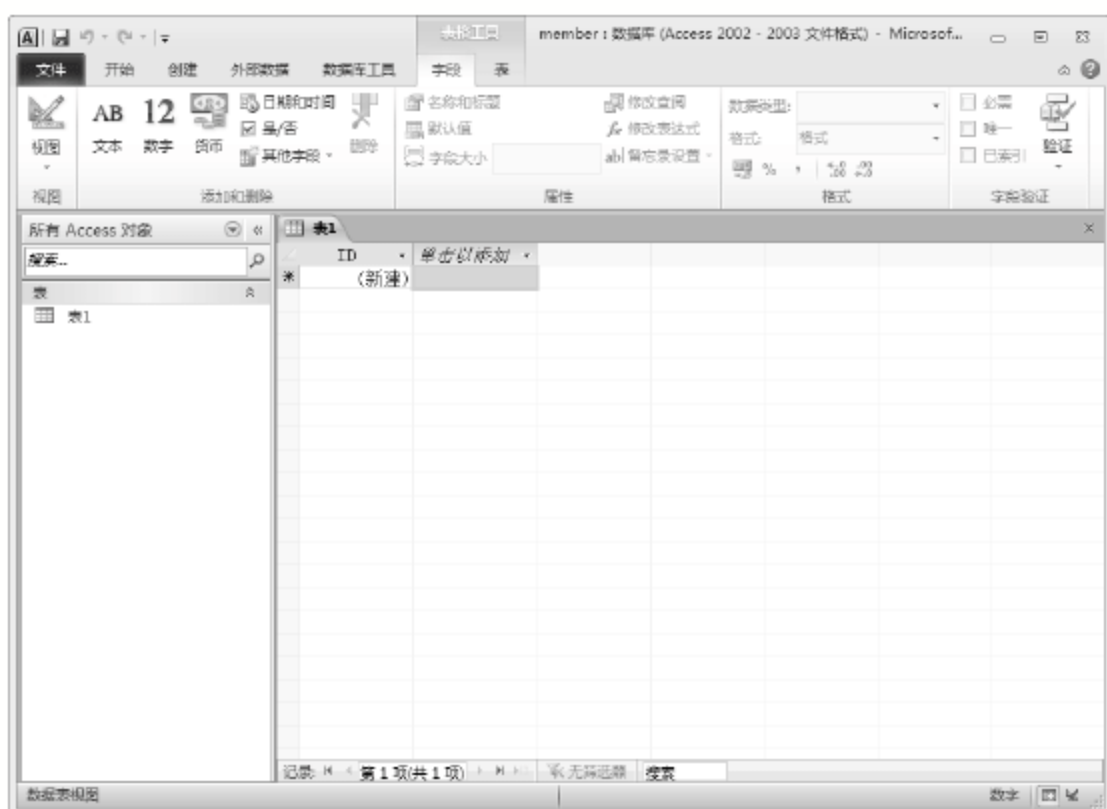 表格工具 member : 数据库 (Access 2002 - 2003 文件格式) - Microsof...
文件 开始 创建 外部数据 数据库工具 字段 表
视图 AB 文本 12 数字 货币
日期和时间
是/否
其他字段
删除
名称和标题
默认值
字段大小
修改查阅
fx 修改表达式
ab| 备忘录设置
数据类型:
格式: 格式
% ,
必需
唯一
已索引
验证
视图 添加和删除 属性 格式 字段验证
所有 Access 对象 «
搜索...
表
表1
表1
ID 单击以添加
(新建)
记录: 第 1 项(共 1 项) 无筛选器 搜索
数据表视图 数字